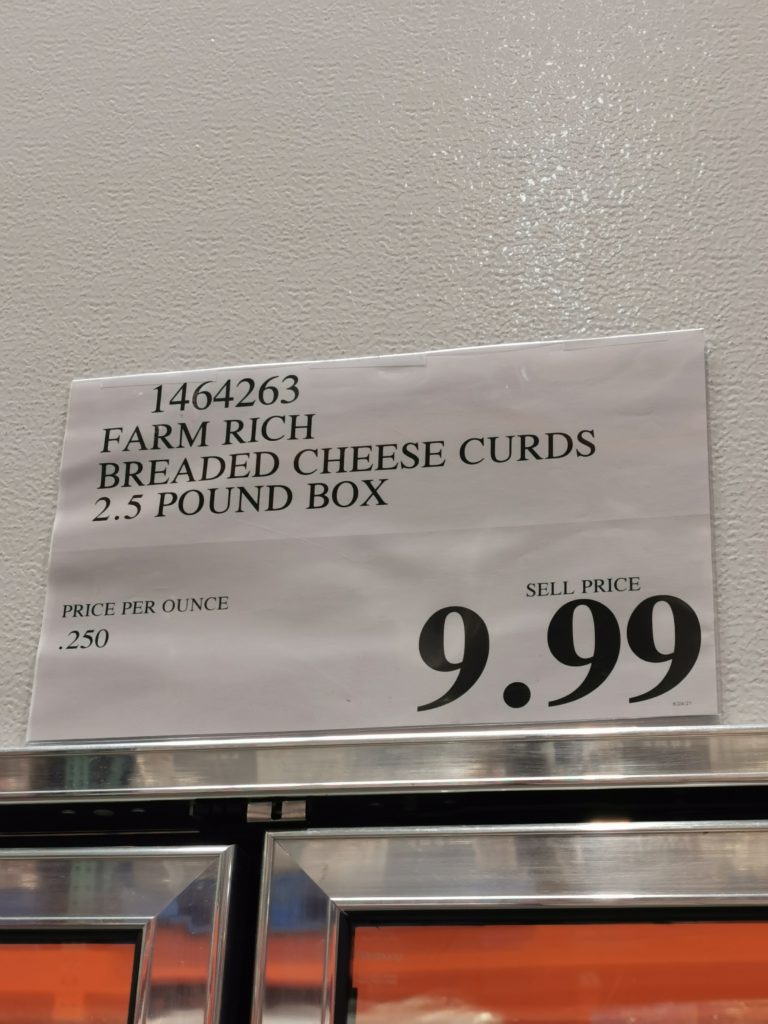 1464263
FARM RICH
BREADED CHEESE CURDS
2.5 POUND BOX
PRICE PER OUNCE
.250
SELL PRICE
9.99